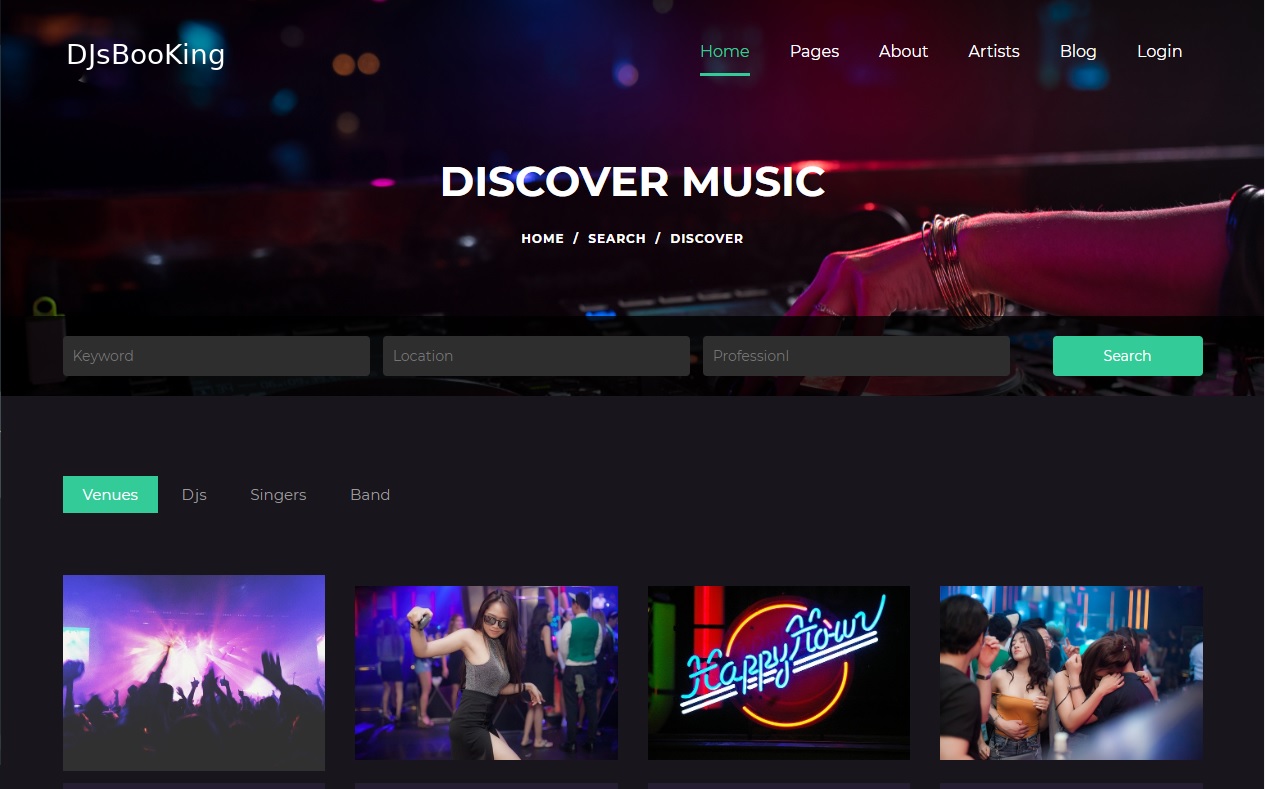 DJsBooKing
Home Pages About Artists Blog Login
DISCOVER MUSIC
HOME / SEARCH / DISCOVER
Keyword Location Professionl Search
Venues Djs Singers Band
Happy Hour